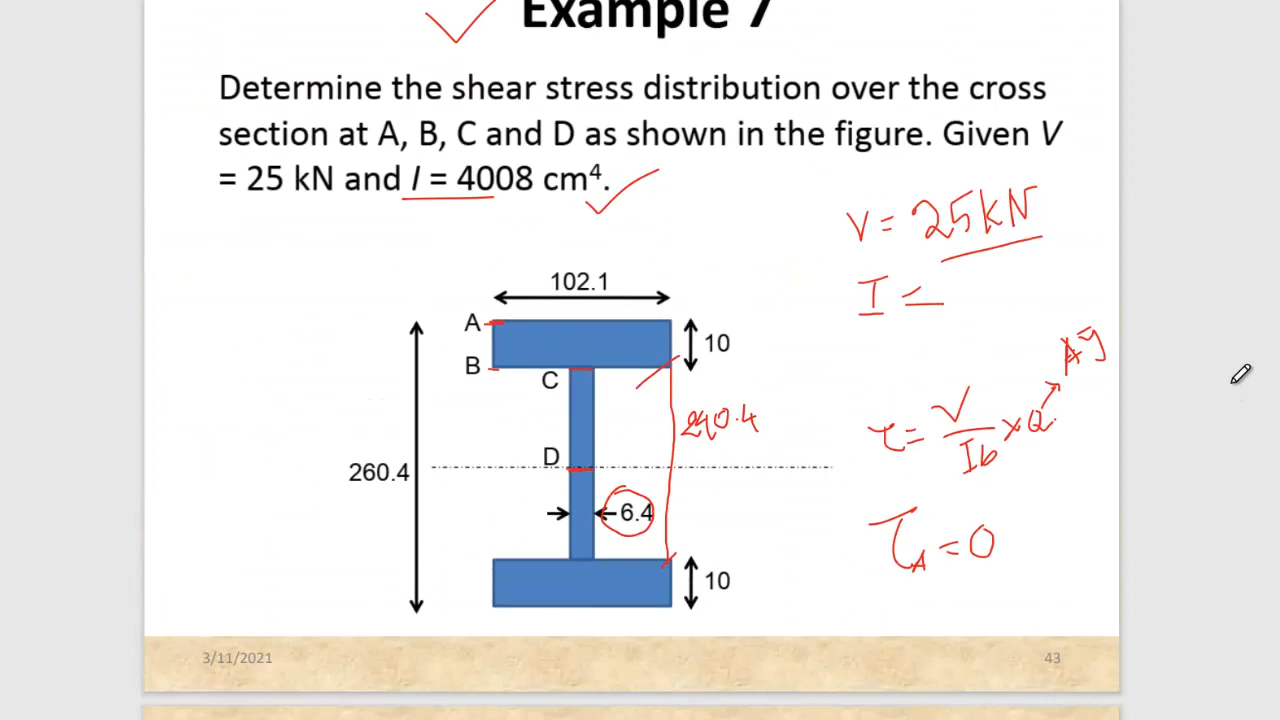 Example 7
Determine the shear stress distribution over the cross
section at A, B, C and D as shown in the figure. Given V
= 25 kN and I = 4008 cm⁴.
V = 25kN
I =
102.1
A
10
B
C
Aȳ
240.4
τ = V/Ib × Q
D
260.4
6.4
τA = 0
10
3/11/2021
43